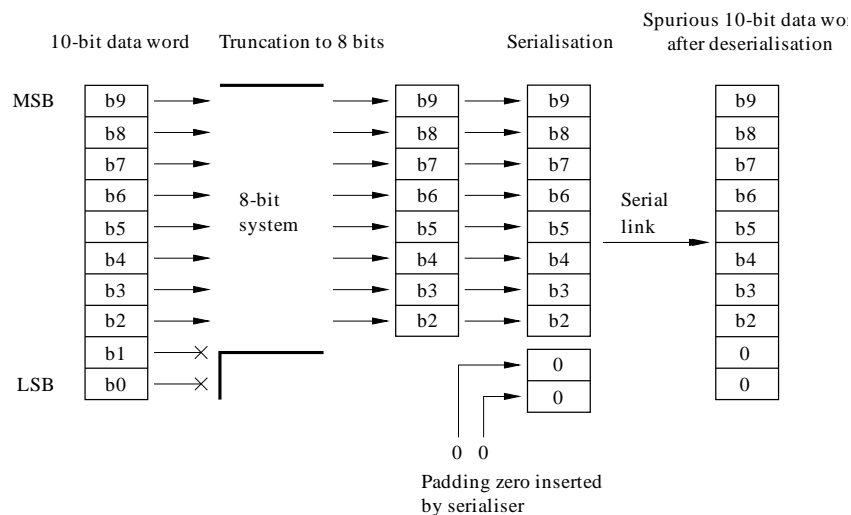 Spurious 10-bit data wo
10-bit data word Truncation to 8 bits Serialisation after deserialisation
MSB b9 b9 b9 b9
b8 b8 b8 b8
b7 b7 b7 b7
b6 b6 b6 b6
8-bit Serial
system link
b5 b5 b5 b5
b4 b4 b4 b4
b3 b3 b3 b3
b2 b2 b2 b2
b1 0 0
LSB b0 0 0
0 0
Padding zero inserted
by serialiser